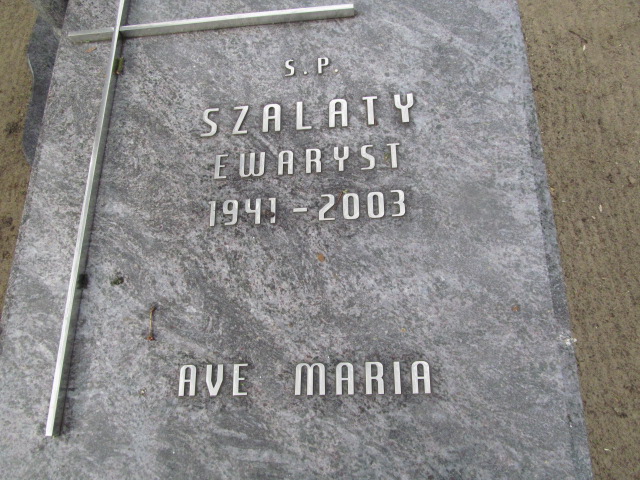 S.P.
SZALATY
EWARYST
1941-2003
AVE MARIA